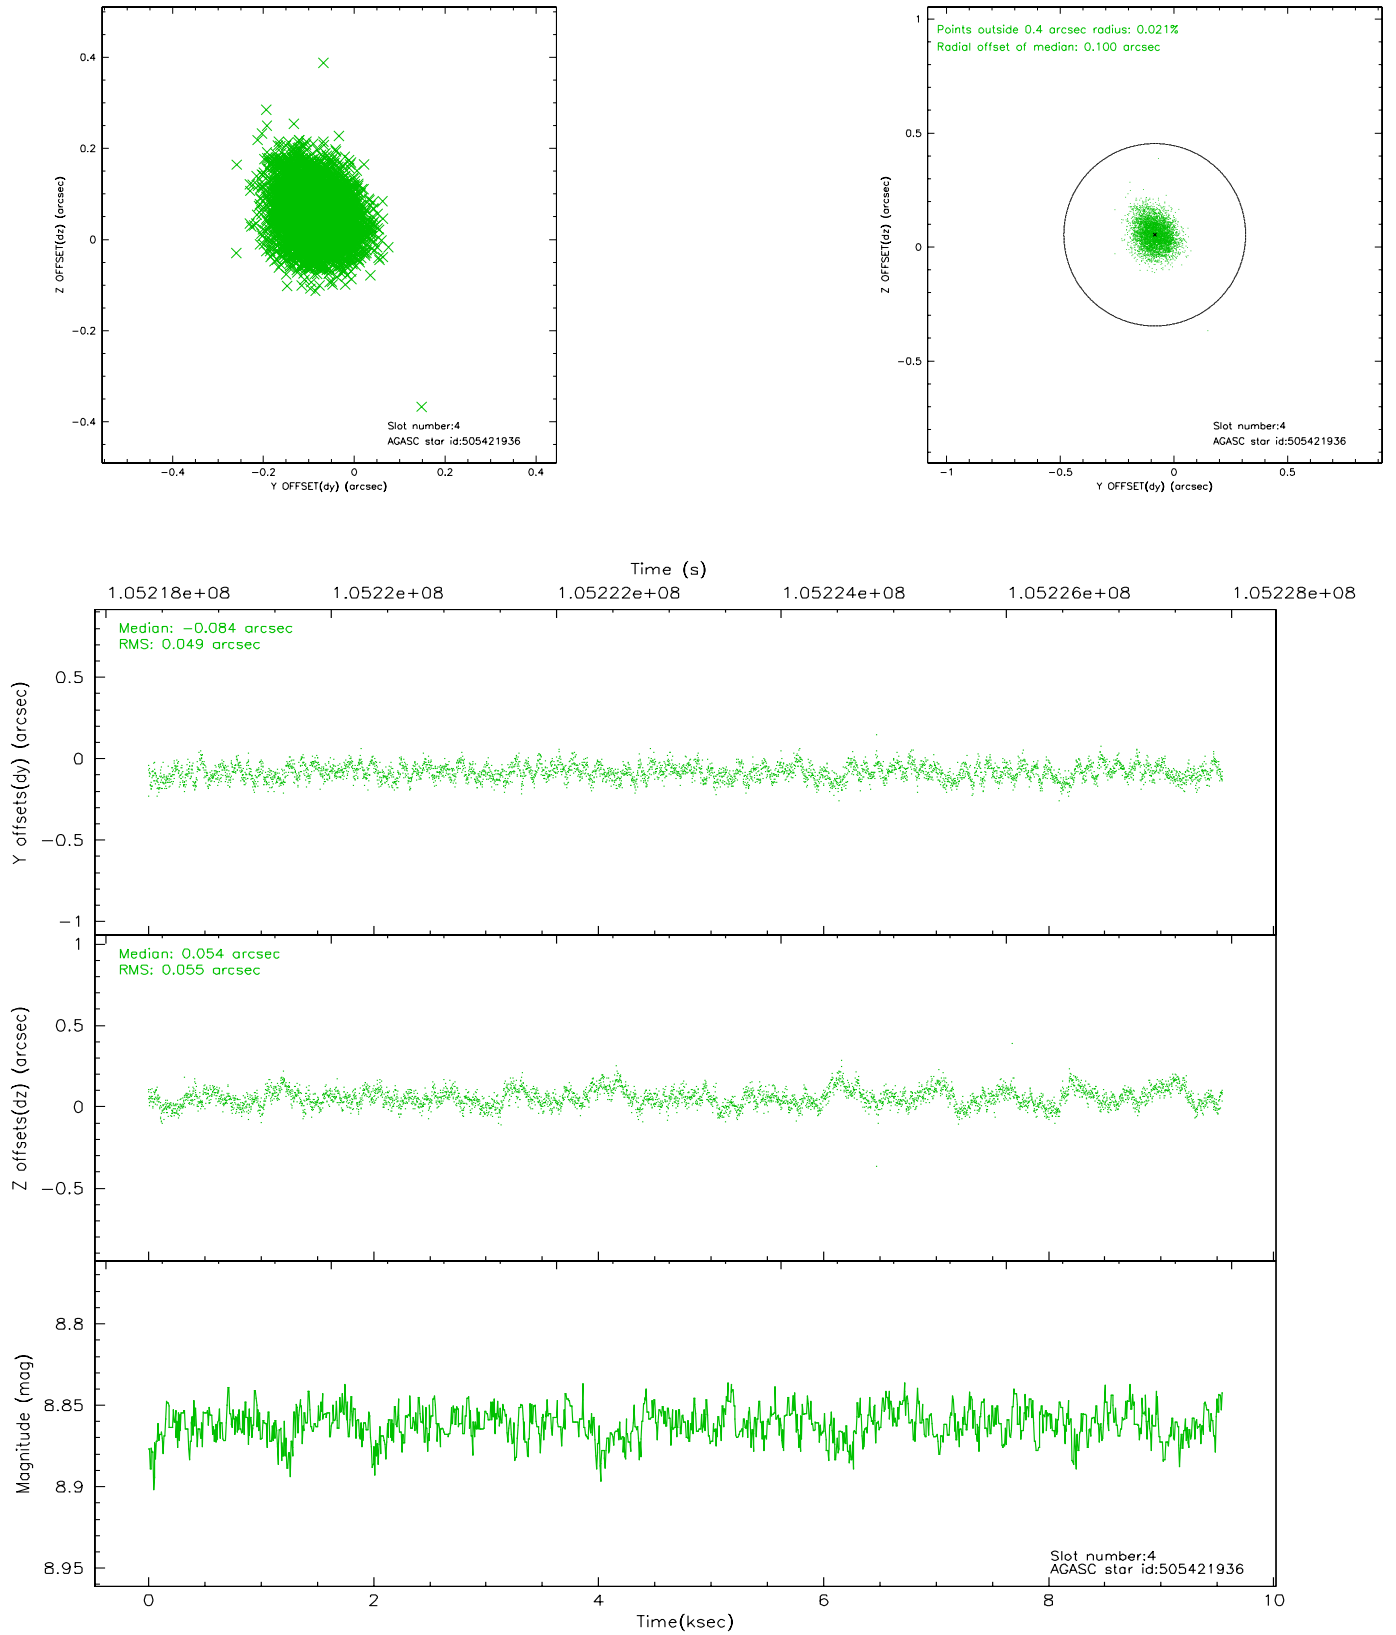 0.4
0.2
0
−0.2
−0.4
Z OFFSET(dz) (arcsec)
Slot number:4
AGASC star id:505421936
−0.4 −0.2 0 0.2 0.4
Y OFFSET(dy) (arcsec)
Points outside 0.4 arcsec radius: 0.021%
Radial offset of median: 0.100 arcsec
1
0.5
0
−0.5
Z OFFSET(dz) (arcsec)
Slot number:4
AGASC star id:505421936
−1 −0.5 0 0.5
Y OFFSET(dy) (arcsec)
Time (s)
1.05218e+08 1.0522e+08 1.05222e+08 1.05224e+08 1.05226e+08 1.05228e+08
Median: −0.084 arcsec
RMS: 0.049 arcsec
0.5
0
−0.5
−1
Y offsets(dy) (arcsec)
Median: 0.054 arcsec
RMS: 0.055 arcsec
1
0.5
0
−0.5
Z offsets(dz) (arcsec)
8.8
8.85
8.9
8.95
Magnitude (mag)
Slot number:4
AGASC star id:505421936
0 2 4 6 8 10
Time(ksec)